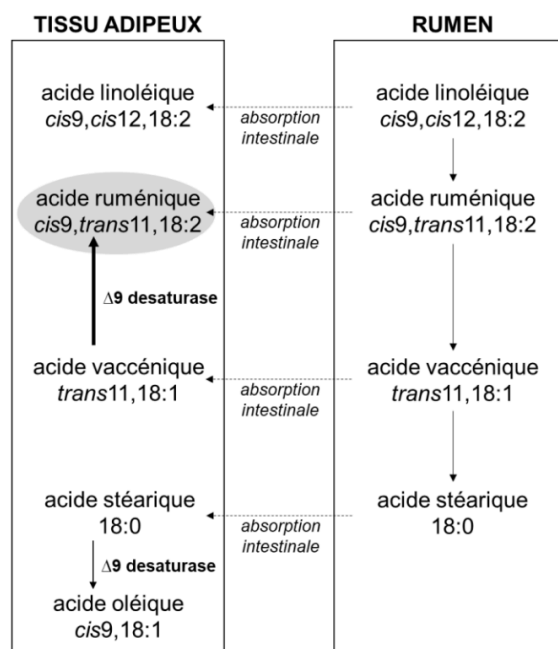 TISSU ADIPEUX
RUMEN
acide linoléique
cis9,cis12,18:2
absorption
intestinale
acide linoléique
cis9,cis12,18:2
acide ruménique
cis9,trans11,18:2
absorption
intestinale
acide ruménique
cis9,trans11,18:2
Δ9 desaturase
acide vaccénique
trans11,18:1
absorption
intestinale
acide vaccénique
trans11,18:1
acide stéarique
18:0
absorption
intestinale
acide stéarique
18:0
Δ9 desaturase
acide oléique
cis9,18:1